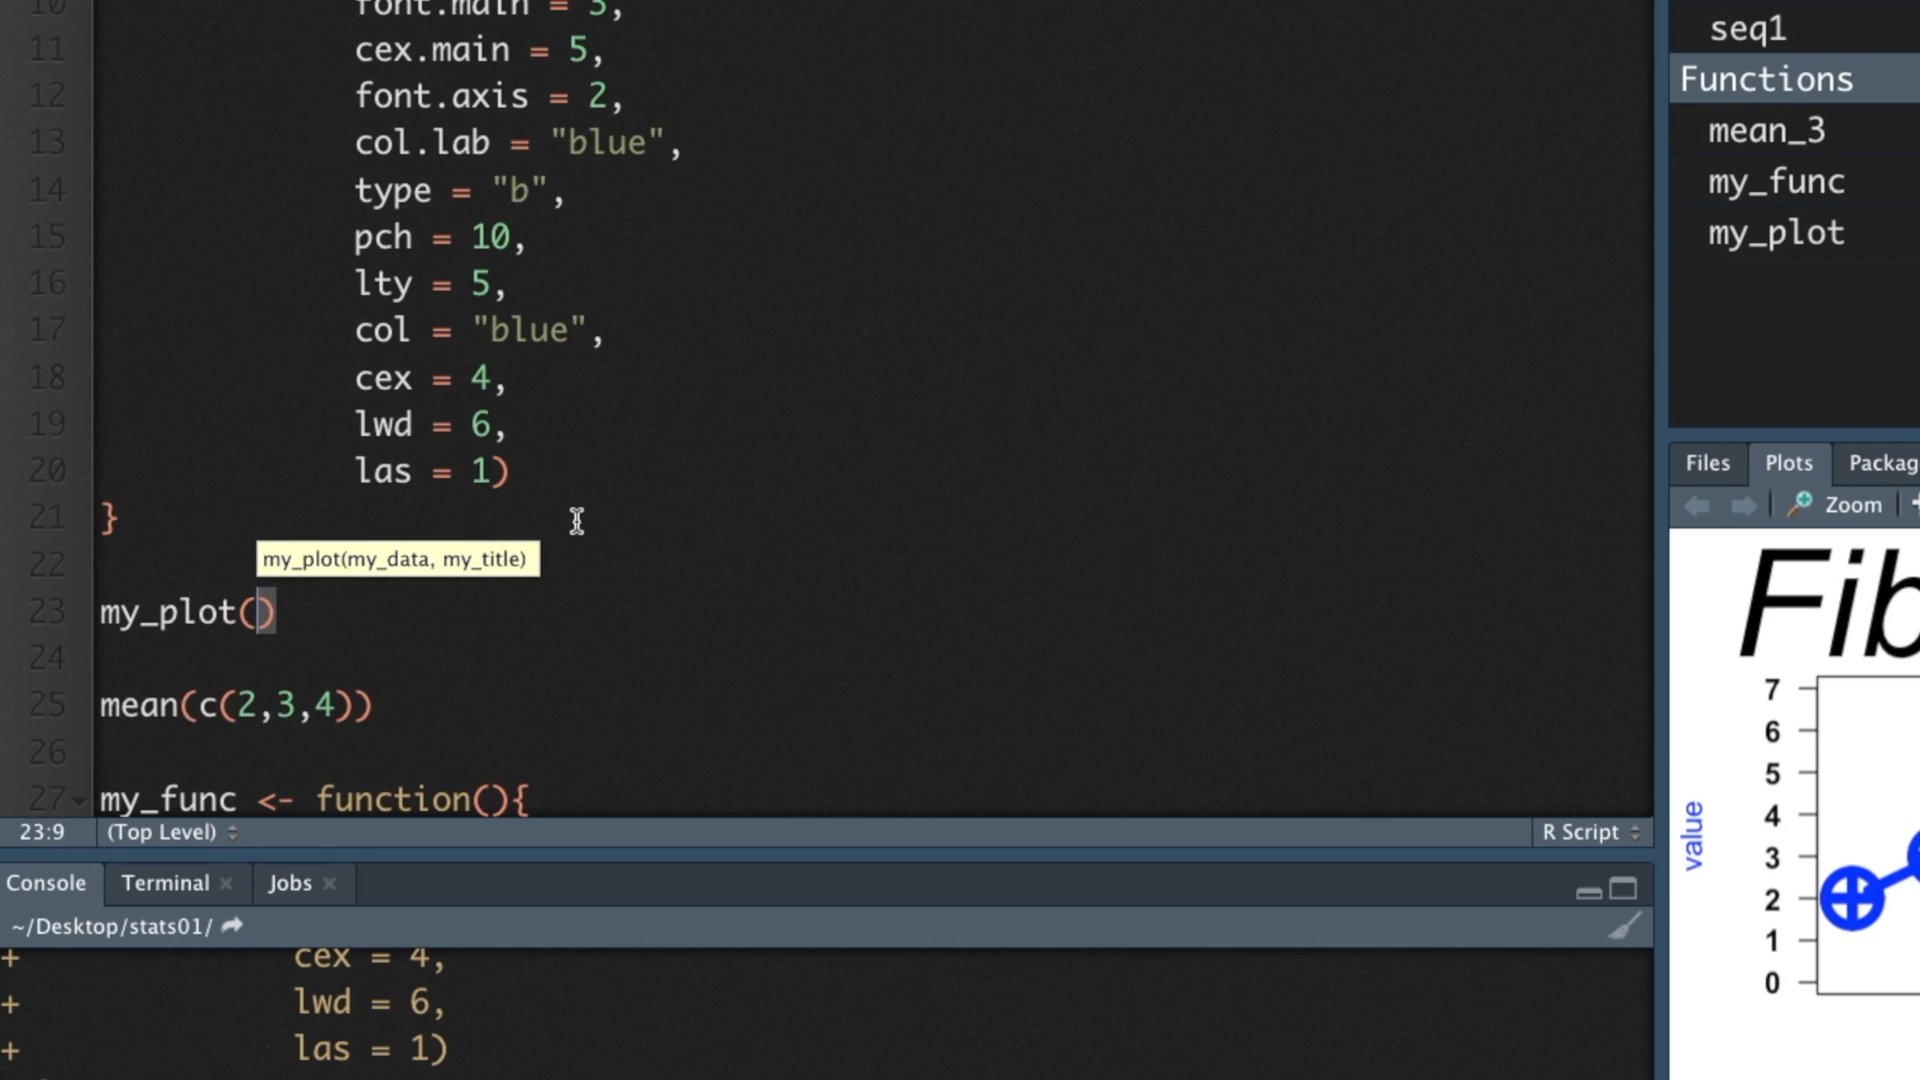 10 font.main = 3,
11 cex.main = 5,
12 font.axis = 2,
13 col.lab = "blue",
14 type = "b",
15 pch = 10,
16 lty = 5,
17 col = "blue",
18 cex = 4,
19 lwd = 6,
20 las = 1)
21 }
22
my_plot(my_data, my_title)
23 my_plot()
24
25 mean(c(2,3,4))
26
27 my_func <- function(){
23:9 (Top Level) R Script
Console Terminal Jobs
~/Desktop/stats01/
+ cex = 4,
+ lwd = 6,
+ las = 1)
seq1
Functions
mean_3
my_func
my_plot
Files Plots Packag
Zoom
Fib
value
7
6
5
4
3
2
1
0